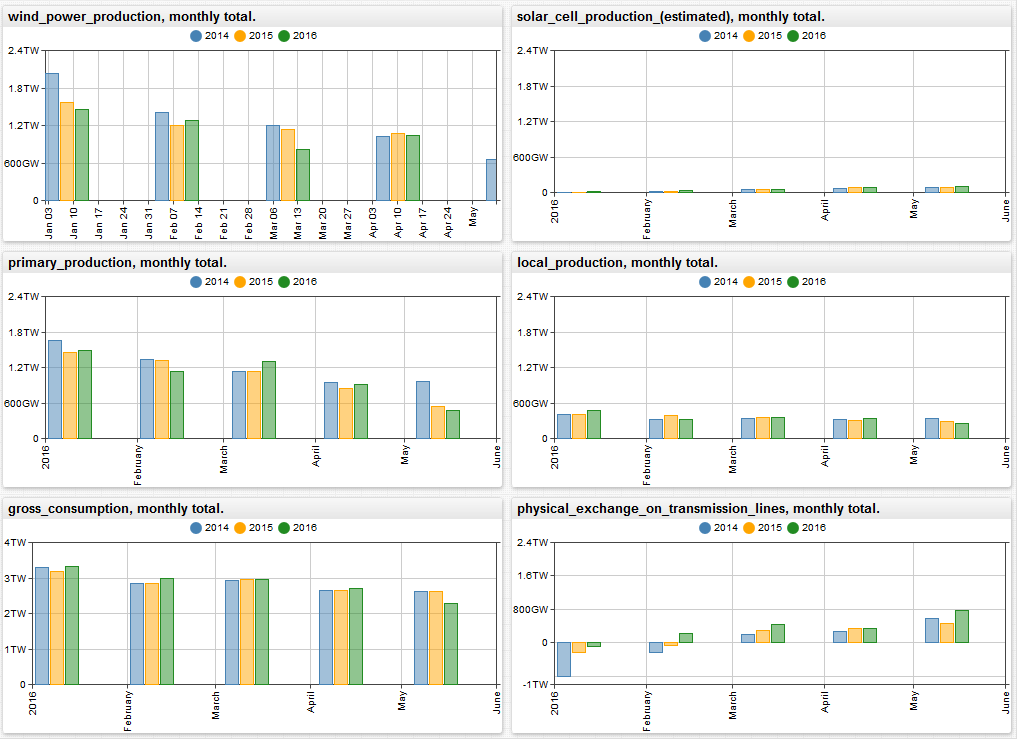 wind_power_production, monthly total.
2014 2015 2016
2.4TW
1.8TW
1.2TW
600GW
0
Jan 03 Jan 10 Jan 17 Jan 24 Jan 31 Feb 07 Feb 14 Feb 21 Feb 28 Mar 06 Mar 13 Mar 20 Mar 27 Apr 03 Apr 10 Apr 17 Apr 24 May
solar_cell_production_(estimated), monthly total.
2014 2015 2016
2.4TW
1.8TW
1.2TW
600GW
0
2016 February March April May June
primary_production, monthly total.
2014 2015 2016
2.4TW
1.8TW
1.2TW
600GW
0
2016 February March April May June
local_production, monthly total.
2014 2015 2016
2.4TW
1.8TW
1.2TW
600GW
0
2016 February March April May June
gross_consumption, monthly total.
2014 2015 2016
4TW
3TW
2TW
1TW
0
2016 February March April May June
physical_exchange_on_transmission_lines, monthly total.
2014 2015 2016
2.4TW
1.6TW
800GW
0
-1TW
2016 February March April May June